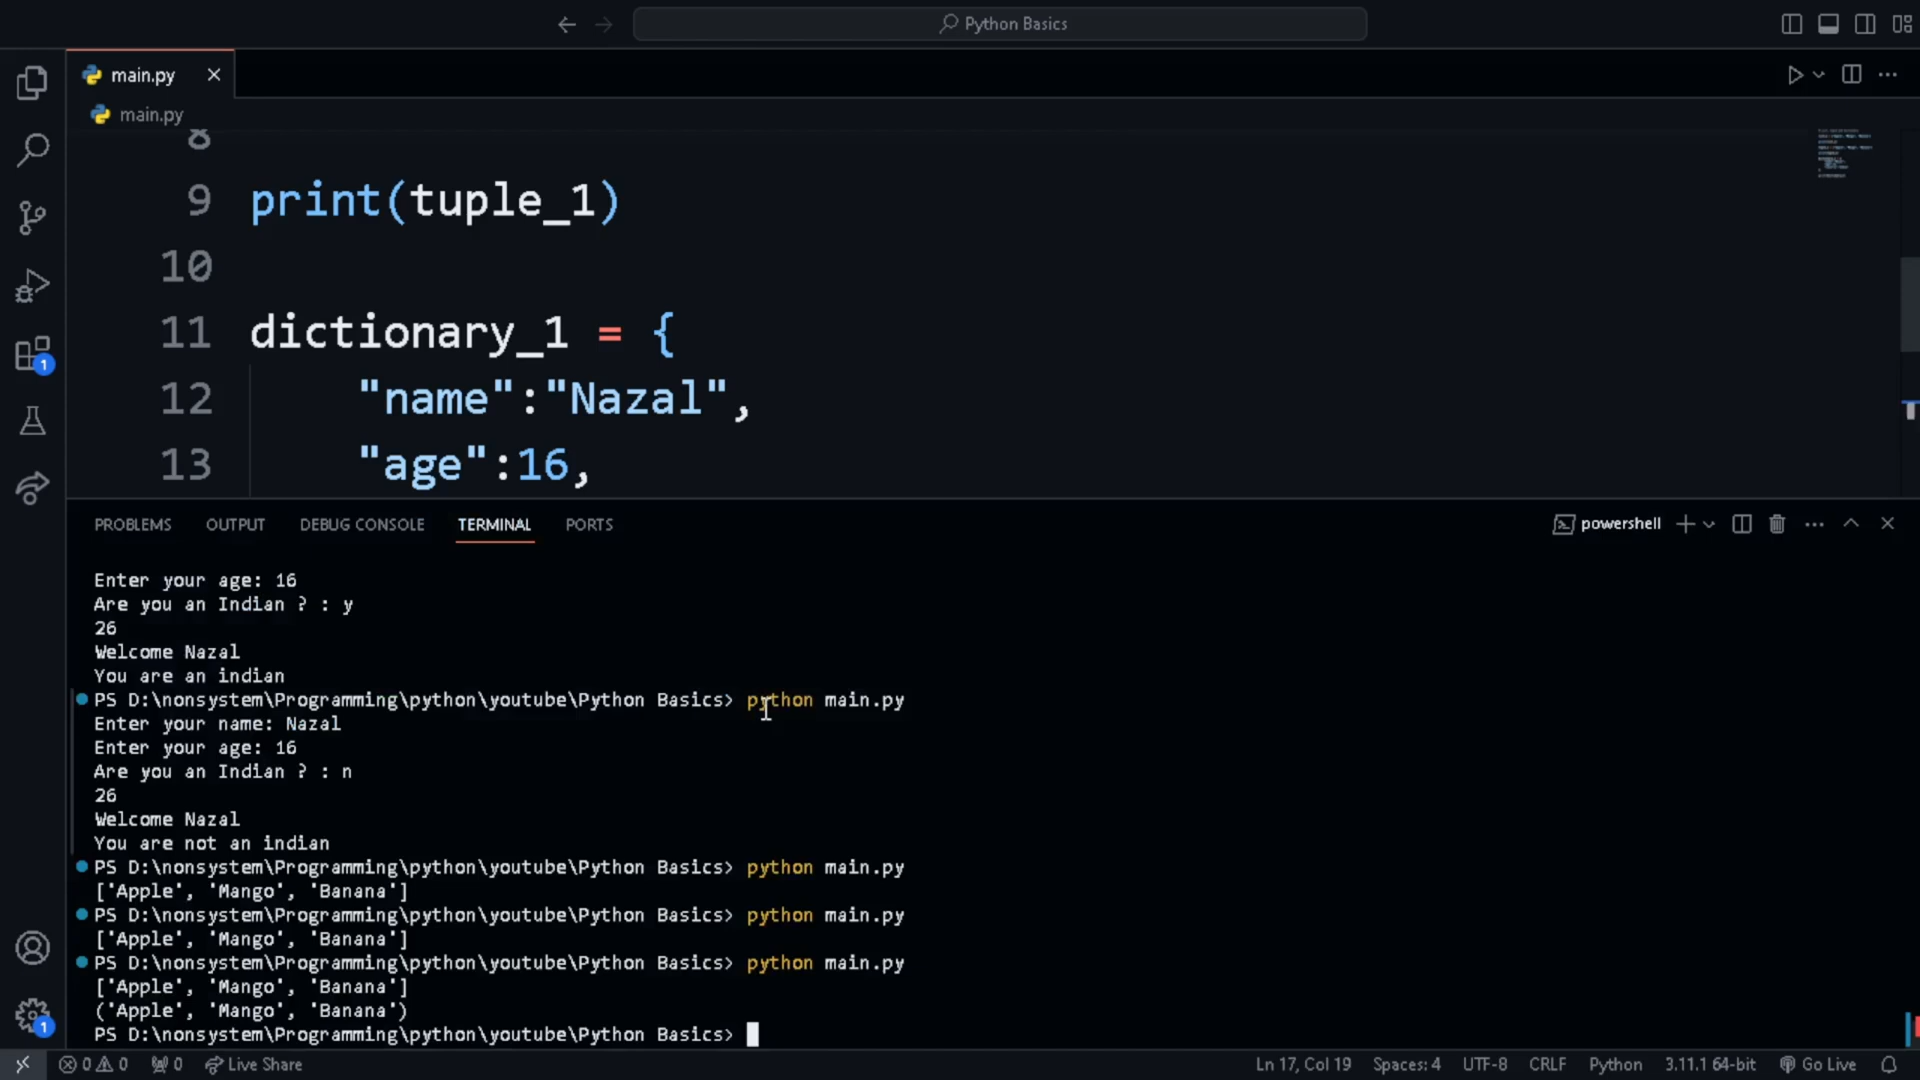 Python Basics
main.py
main.py
8
9 print(tuple_1)
10
11 dictionary_1 = {
12 "name":"Nazal",
13 "age":16,
PROBLEMS OUTPUT DEBUG CONSOLE TERMINAL PORTS powershell
Enter your age: 16
Are you an Indian ? : y
26
Welcome Nazal
You are an indian
PS D:\nonsystem\Programming\python\youtube\Python Basics> python main.py
Enter your name: Nazal
Enter your age: 16
Are you an Indian ? : n
26
Welcome Nazal
You are not an indian
PS D:\nonsystem\Programming\python\youtube\Python Basics> python main.py
['Apple', 'Mango', 'Banana']
PS D:\nonsystem\Programming\python\youtube\Python Basics> python main.py
['Apple', 'Mango', 'Banana']
PS D:\nonsystem\Programming\python\youtube\Python Basics> python main.py
['Apple', 'Mango', 'Banana']
('Apple', 'Mango', 'Banana')
PS D:\nonsystem\Programming\python\youtube\Python Basics>
1
1
0 0 0 Live Share Ln 17, Col 19 Spaces: 4 UTF-8 CRLF Python 3.11.1 64-bit Go Live